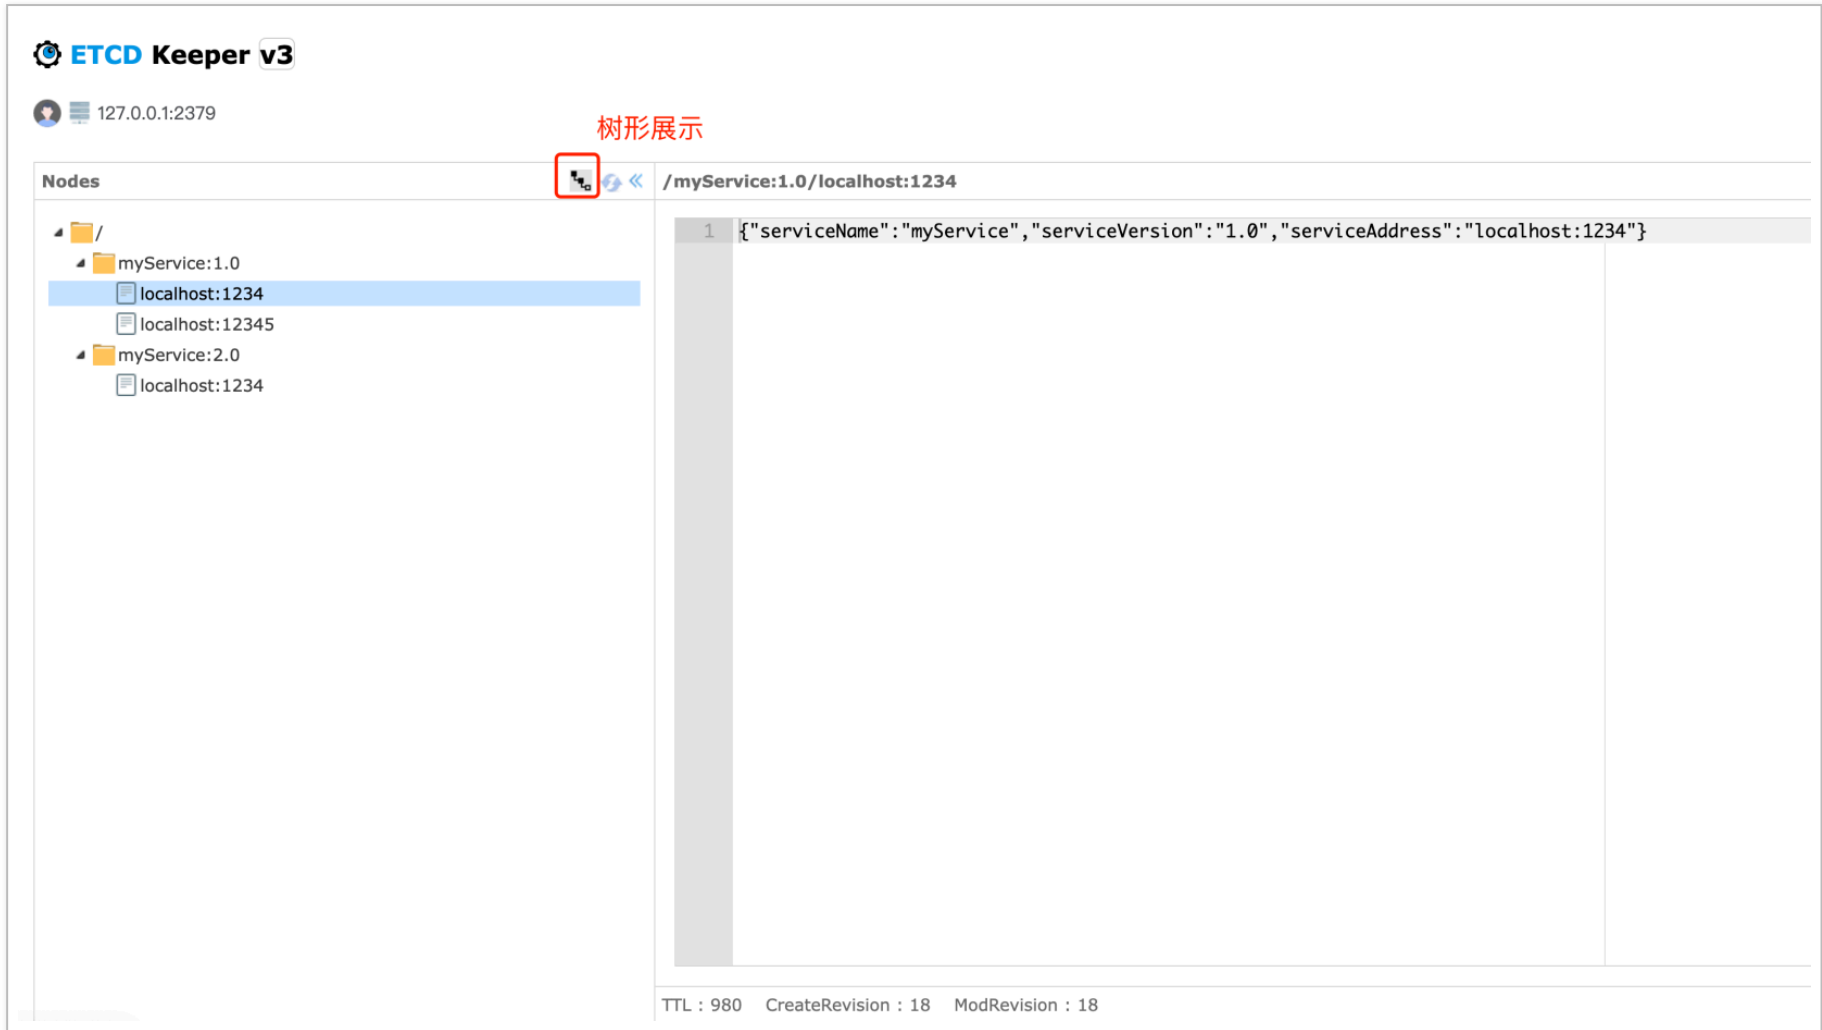 ETCD Keeper v3
127.0.0.1:2379
树形展示
Nodes
/
myService:1.0
localhost:1234
localhost:12345
myService:2.0
localhost:1234
/myService:1.0/localhost:1234
1 {"serviceName":"myService","serviceVersion":"1.0","serviceAddress":"localhost:1234"}
TTL : 980 CreateRevision : 18 ModRevision : 18